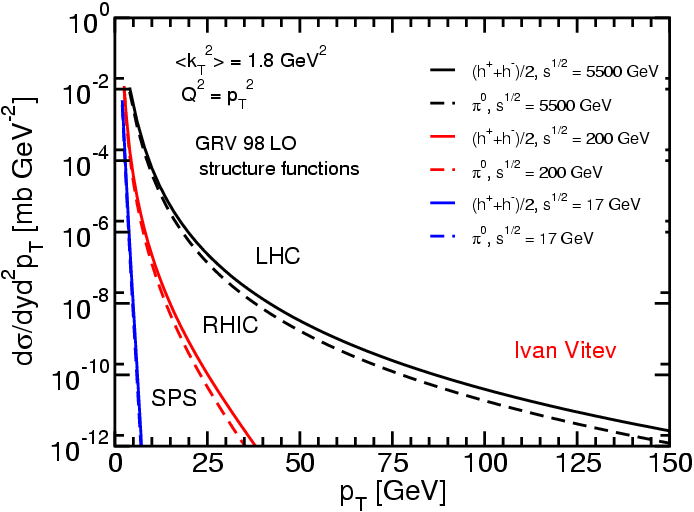 10^0
10^-2
10^-4
10^-6
10^-8
10^-10
10^-12
dσ/dyd^2p_T [mb GeV^-2]
<k_T^2> = 1.8 GeV^2
Q^2 = p_T^2
GRV 98 LO
structure functions
(h^++h^-)/2, s^1/2 = 5500 GeV
π^0, s^1/2 = 5500 GeV
(h^++h^-)/2, s^1/2 = 200 GeV
π^0, s^1/2 = 200 GeV
(h^++h^-)/2, s^1/2 = 17 GeV
π^0, s^1/2 = 17 GeV
LHC
RHIC
Ivan Vitev
SPS
0 25 50 75 100 125 150
p_T [GeV]